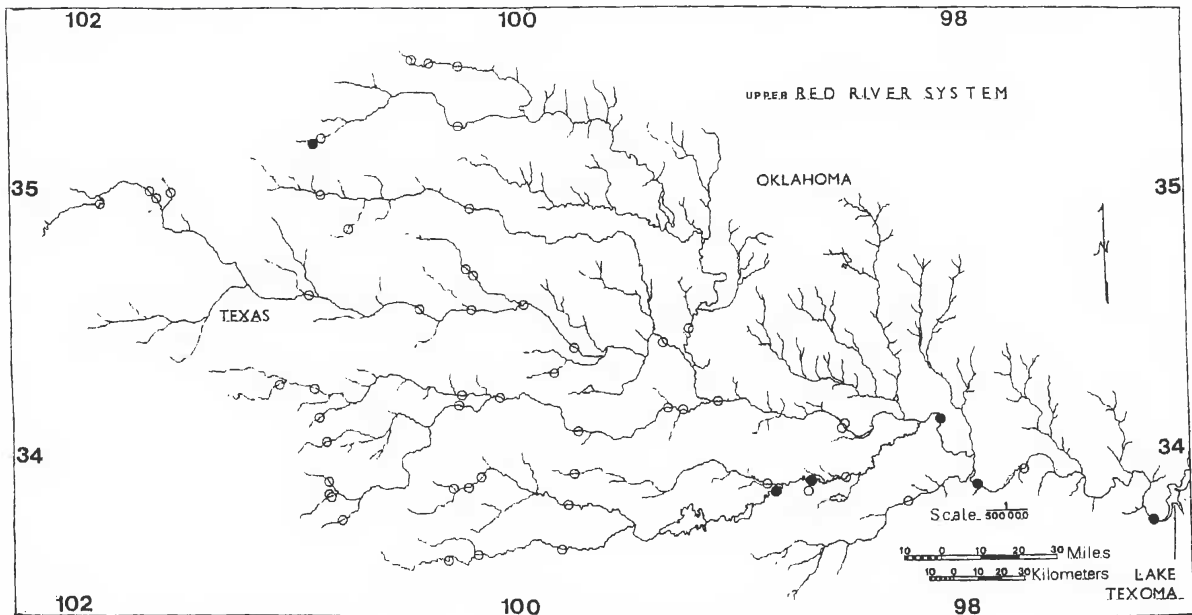 102 100 98
UPPER RED RIVER SYSTEM
35 OKLAHOMA 35
N
TEXAS
34 34
Scale 1/500000
10 0 10 20 30 Miles
10 0 10 20 30 Kilometers
LAKE
TEXOMA
102 100 98